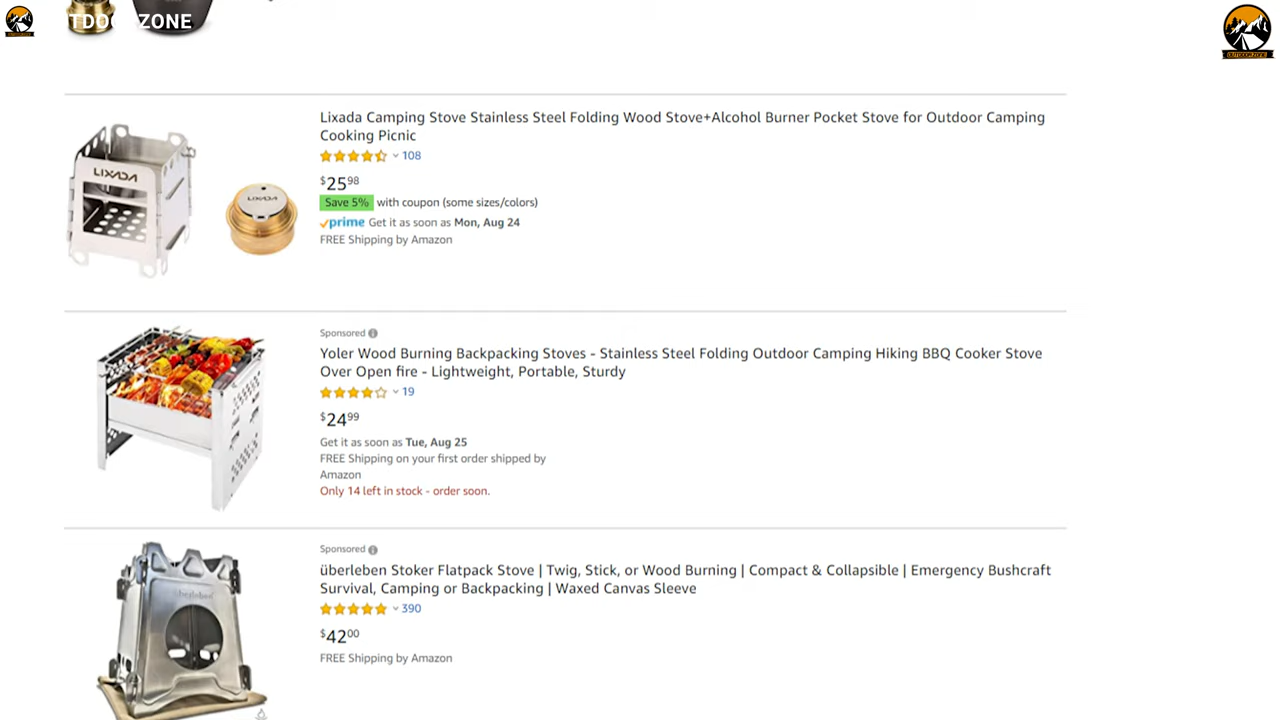 TDO ZONE
OUTDOORZONE
Lixada Camping Stove Stainless Steel Folding Wood Stove+Alcohol Burner Pocket Stove for Outdoor Camping
Cooking Picnic
108
$25.98
Save 5% with coupon (some sizes/colors)
prime Get it as soon as Mon, Aug 24
FREE Shipping by Amazon
LIXADA
LIXADA
Sponsored
Yoler Wood Burning Backpacking Stoves - Stainless Steel Folding Outdoor Camping Hiking BBQ Cooker Stove
Over Open fire - Lightweight, Portable, Sturdy
19
$24.99
Get it as soon as Tue, Aug 25
FREE Shipping on your first order shipped by
Amazon
Only 14 left in stock - order soon.
Sponsored
überleben Stoker Flatpack Stove | Twig, Stick, or Wood Burning | Compact & Collapsible | Emergency Bushcraft
Survival, Camping or Backpacking | Waxed Canvas Sleeve
390
$42.00
FREE Shipping by Amazon
überleben